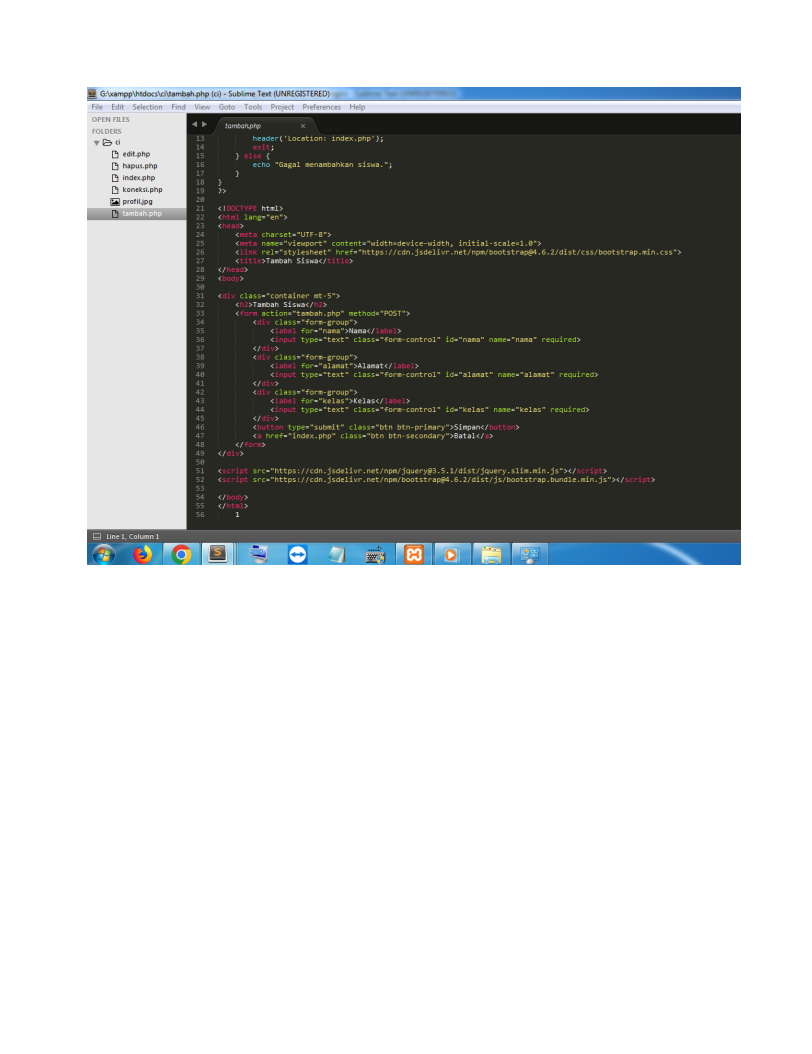 G:\xampp\htdocs\ci\tambah.php (ci) - Sublime Text (UNREGISTERED)
File Edit Selection Find View Goto Tools Project Preferences Help
OPEN FILES
FOLDERS
ci
edit.php
hapus.php
index.php
koneksi.php
profil.jpg
tambah.php
tambah.php ×
13 header('Location: index.php');
14 exit;
15 } else {
16 echo "Gagal menambahkan siswa.";
17 }
18 }
19 ?>
20
21 <!DOCTYPE html>
22 <html lang="en">
23 <head>
24 <meta charset="UTF-8">
25 <meta name="viewport" content="width=device-width, initial-scale=1.0">
26 <link rel="stylesheet" href="https://cdn.jsdelivr.net/npm/bootstrap@4.6.2/dist/css/bootstrap.min.css">
27 <title>Tambah Siswa</title>
28 </head>
29 <body>
30
31 <div class="container mt-5">
32 <h2>Tambah Siswa</h2>
33 <form action="tambah.php" method="POST">
34 <div class="form-group">
35 <label for="nama">Nama</label>
36 <input type="text" class="form-control" id="nama" name="nama" required>
37 </div>
38 <div class="form-group">
39 <label for="alamat">Alamat</label>
40 <input type="text" class="form-control" id="alamat" name="alamat" required>
41 </div>
42 <div class="form-group">
43 <label for="kelas">Kelas</label>
44 <input type="text" class="form-control" id="kelas" name="kelas" required>
45 </div>
46 <button type="submit" class="btn btn-primary">Simpan</button>
47 <a href="index.php" class="btn btn-secondary">Batal</a>
48 </form>
49 </div>
50
51 <script src="https://cdn.jsdelivr.net/npm/jquery@3.5.1/dist/jquery.slim.min.js"></script>
52 <script src="https://cdn.jsdelivr.net/npm/bootstrap@4.6.2/dist/js/bootstrap.bundle.min.js"></script>
53
54 </body>
55 </html>
56 1
Line 1, Column 1